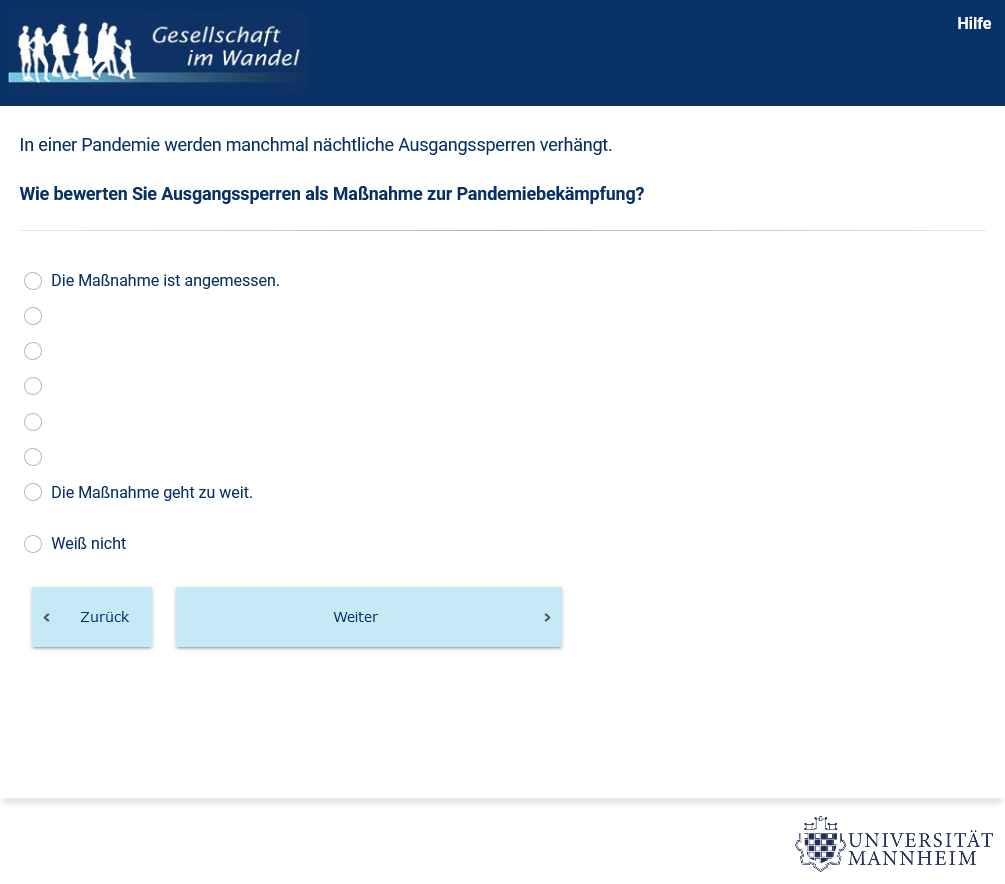 Gesellschaft
im Wandel
Hilfe
In einer Pandemie werden manchmal nächtliche Ausgangssperren verhängt.
Wie bewerten Sie Ausgangssperren als Maßnahme zur Pandemiebekämpfung?
Die Maßnahme ist angemessen.
Die Maßnahme geht zu weit.
Weiß nicht
Zurück
Weiter
UNIVERSITÄT
MANNHEIM